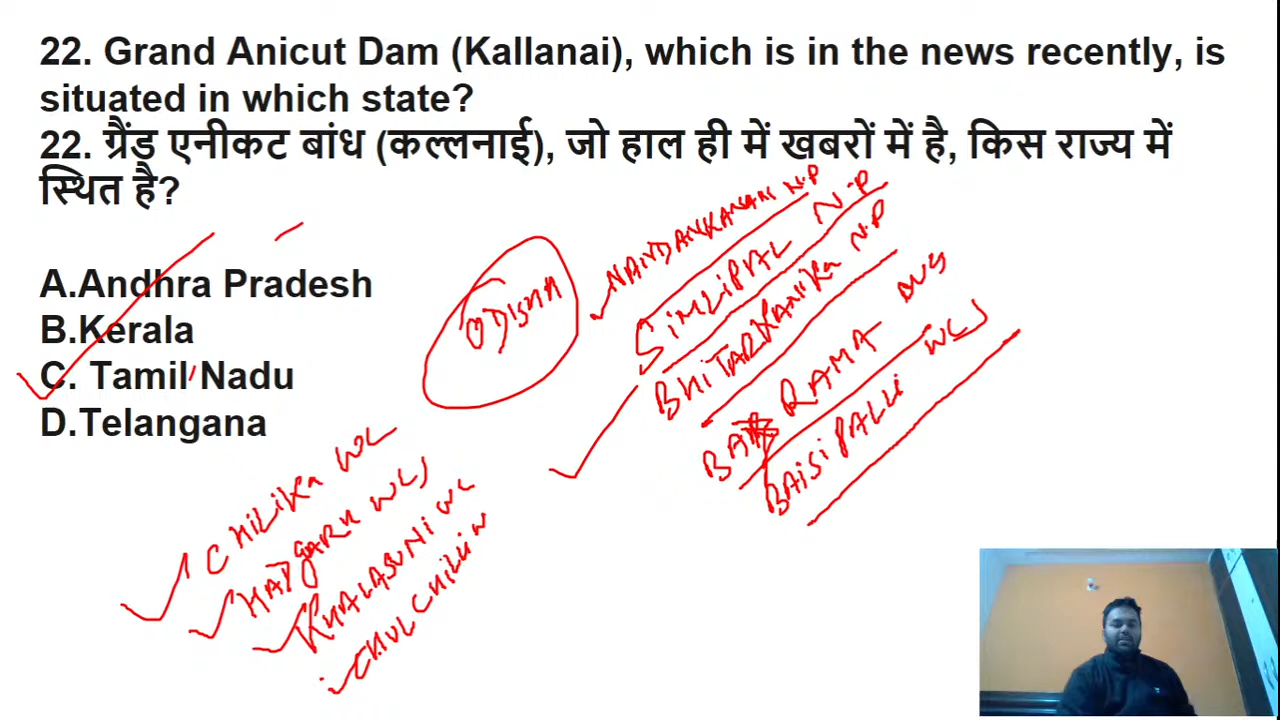 22. Grand Anicut Dam (Kallanai), which is in the news recently, is
situated in which state?
22. ग्रैंड एनीकट बांध (कल्लनाई), जो हाल ही में खबरों में है, किस राज्य में
स्थित है?
A.Andhra Pradesh
B.Kerala
C. Tamil Nadu
D.Telangana
ODISHA
NANDANKANAN N.P
SIMLIPAL N.P
BHITARKANIKA N.P
RAMA
BAISIPALLI WLS
CHILIKA WL
HADGARH WLS
KHALASUNI WL